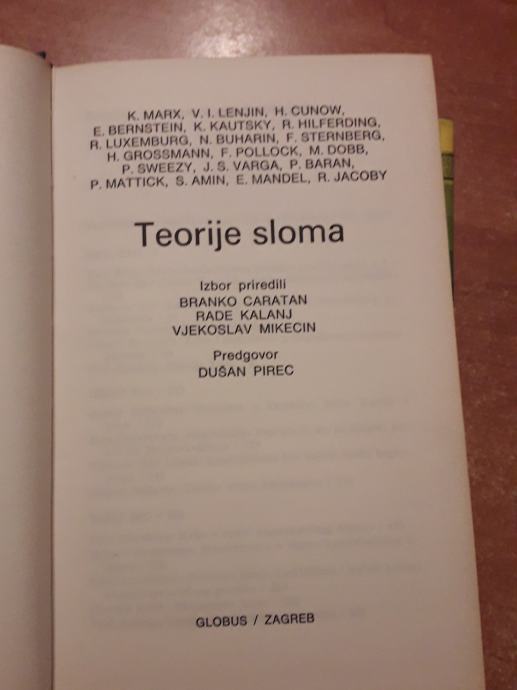 K. MARX, V. I. LENJIN, H. CUNOW,
E. BERNSTEIN, K. KAUTSKY, R. HILFERDING,
R. LUXEMBURG, N. BUHARIN, F. STERNBERG,
H. GROSSMANN, F. POLLOCK, M. DOBB,
P. SWEEZY, J. S. VARGA, P. BARAN,
P. MATTICK, S. AMIN, E. MANDEL, R. JACOBY
Teorije sloma
Izbor priredili
BRANKO CARATAN
RADE KALANJ
VJEKOSLAV MIKECIN
Predgovor
DUŠAN PIREC
GLOBUS / ZAGREB